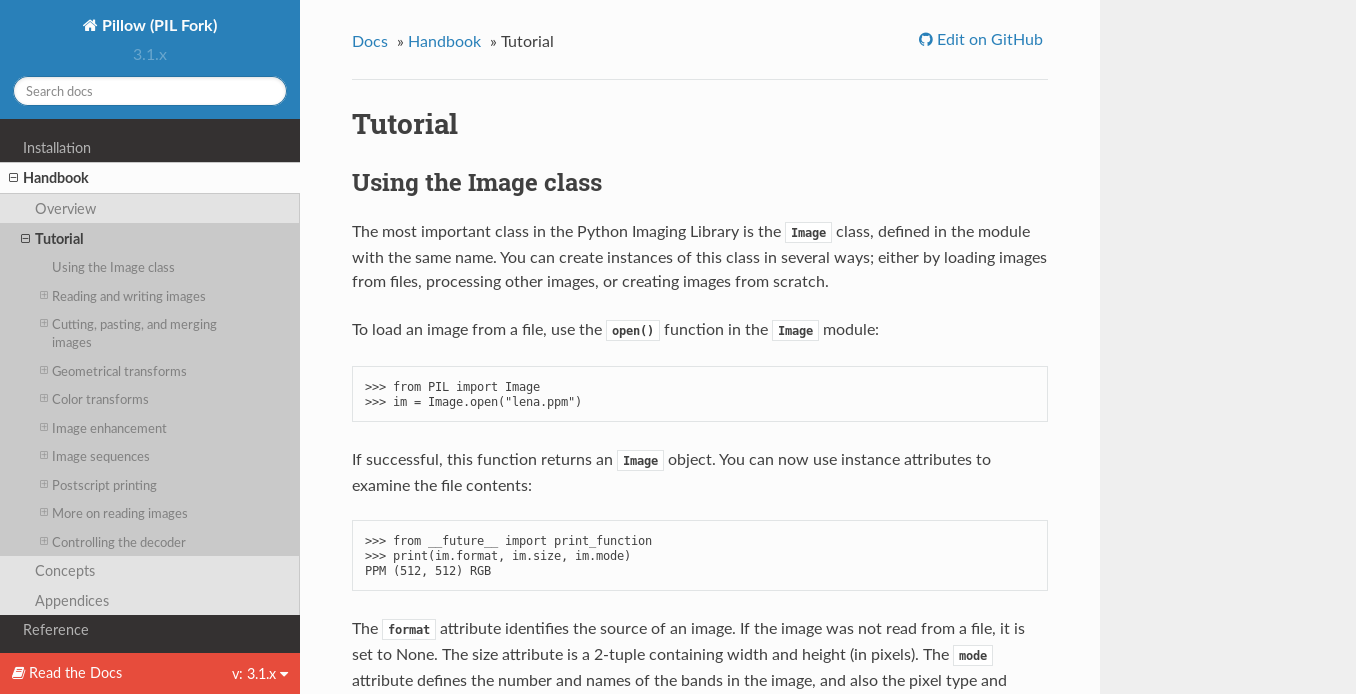 Pillow (PIL Fork)
3.1.x
Search docs
Installation
Handbook
Overview
Tutorial
Using the Image class
Reading and writing images
Cutting, pasting, and merging
images
Geometrical transforms
Color transforms
Image enhancement
Image sequences
Postscript printing
More on reading images
Controlling the decoder
Concepts
Appendices
Reference
Read the Docs v: 3.1.x
Docs » Handbook » Tutorial
Edit on GitHub
Tutorial
Using the Image class
The most important class in the Python Imaging Library is the Image class, defined in the module
with the same name. You can create instances of this class in several ways; either by loading images
from files, processing other images, or creating images from scratch.
To load an image from a file, use the open() function in the Image module:
>>> from PIL import Image
>>> im = Image.open("lena.ppm")
If successful, this function returns an Image object. You can now use instance attributes to
examine the file contents:
>>> from __future__ import print_function
>>> print(im.format, im.size, im.mode)
PPM (512, 512) RGB
The format attribute identifies the source of an image. If the image was not read from a file, it is
set to None. The size attribute is a 2-tuple containing width and height (in pixels). The mode
attribute defines the number and names of the bands in the image, and also the pixel type and